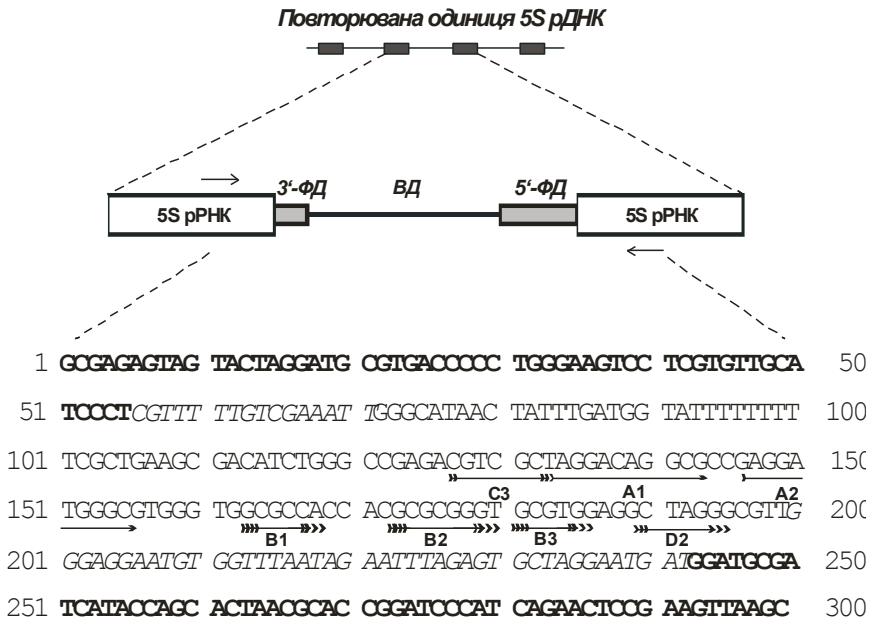 Повторювана одиниця 5S рДНК
3'-ФД ВД 5'-ФД
5S рРНК 5S рРНК
1 GCGAGAGTAG TACTAGGATG CGTGACCCCC TGGGAAGTCC TCGTGTTGCA 50
51 TCCCTCGTTT TTGTCGAAAT TGGGCATAAC TATTTGATGG TATTTTTTTT 100
101 TCGCTGAAGC GACATCTGGG CCGAGACGTC GCTAGGACAG GCGCCGAGGA 150
C3 A1 A2
151 TGGGCGTGGG TGGCGCCACC ACGCGCGGGT GCGTGGAGGC TAGGGCGTTG 200
B1 B2 B3 D2
201 GGAGGAATGT GGTTTAATAG AATTTAGAGT GCTAGGAATG ATGGATGCGA 250
251 TCATACCAGC ACTAACGCAC CGGATCCCAT CAGAACTCCG AAGTTAAGC 300